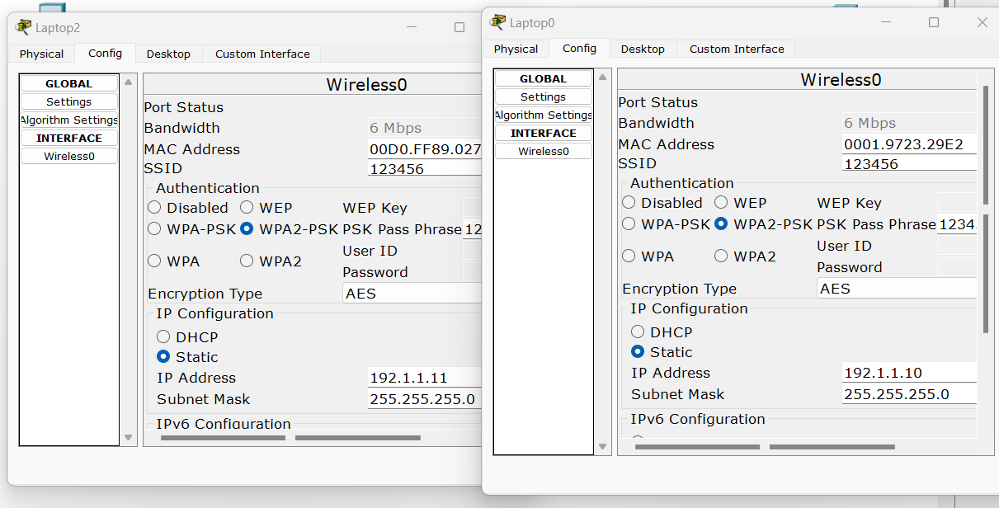 Laptop2
Physical Config Desktop Custom Interface
GLOBAL
Settings
Algorithm Settings
INTERFACE
Wireless0
Wireless0
Port Status
Bandwidth 6 Mbps
MAC Address 00D0.FF89.027
SSID 123456
Authentication
Disabled WEP WEP Key
WPA-PSK WPA2-PSK PSK Pass Phrase 12
User ID
WPA WPA2
Password
Encryption Type AES
IP Configuration
DHCP
Static
IP Address 192.1.1.11
Subnet Mask 255.255.255.0
IPv6 Configuration
Laptop0
Physical Config Desktop Custom Interface
GLOBAL
Settings
Algorithm Settings
INTERFACE
Wireless0
Wireless0
Port Status
Bandwidth 6 Mbps
MAC Address 0001.9723.29E2
SSID 123456
Authentication
Disabled WEP WEP Key
WPA-PSK WPA2-PSK PSK Pass Phrase 1234
User ID
WPA WPA2
Password
Encryption Type AES
IP Configuration
DHCP
Static
IP Address 192.1.1.10
Subnet Mask 255.255.255.0
IPv6 Configuration